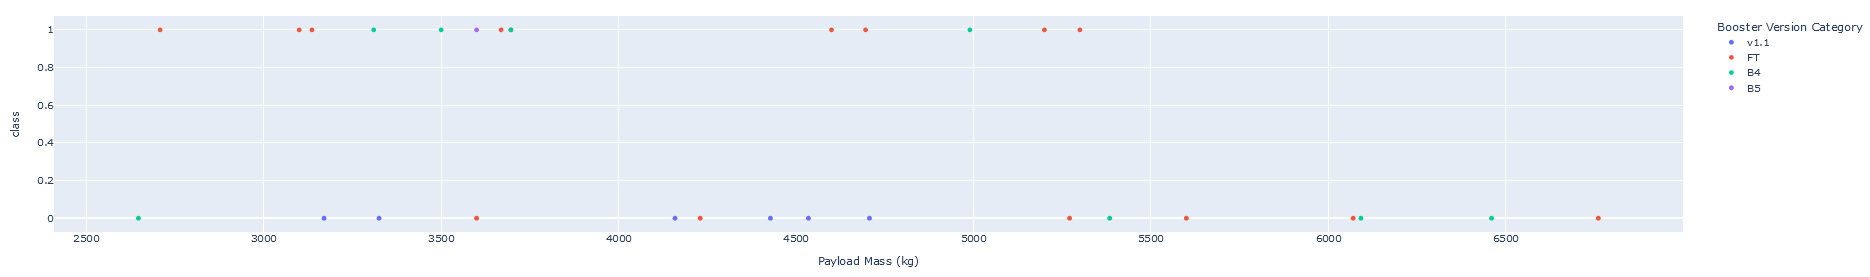 1
0.8
0.6
0.4
0.2
0
class
2500 3000 3500 4000 4500 5000 5500 6000 6500
Payload Mass (kg)
Booster Version Category
v1.1
FT
B4
B5